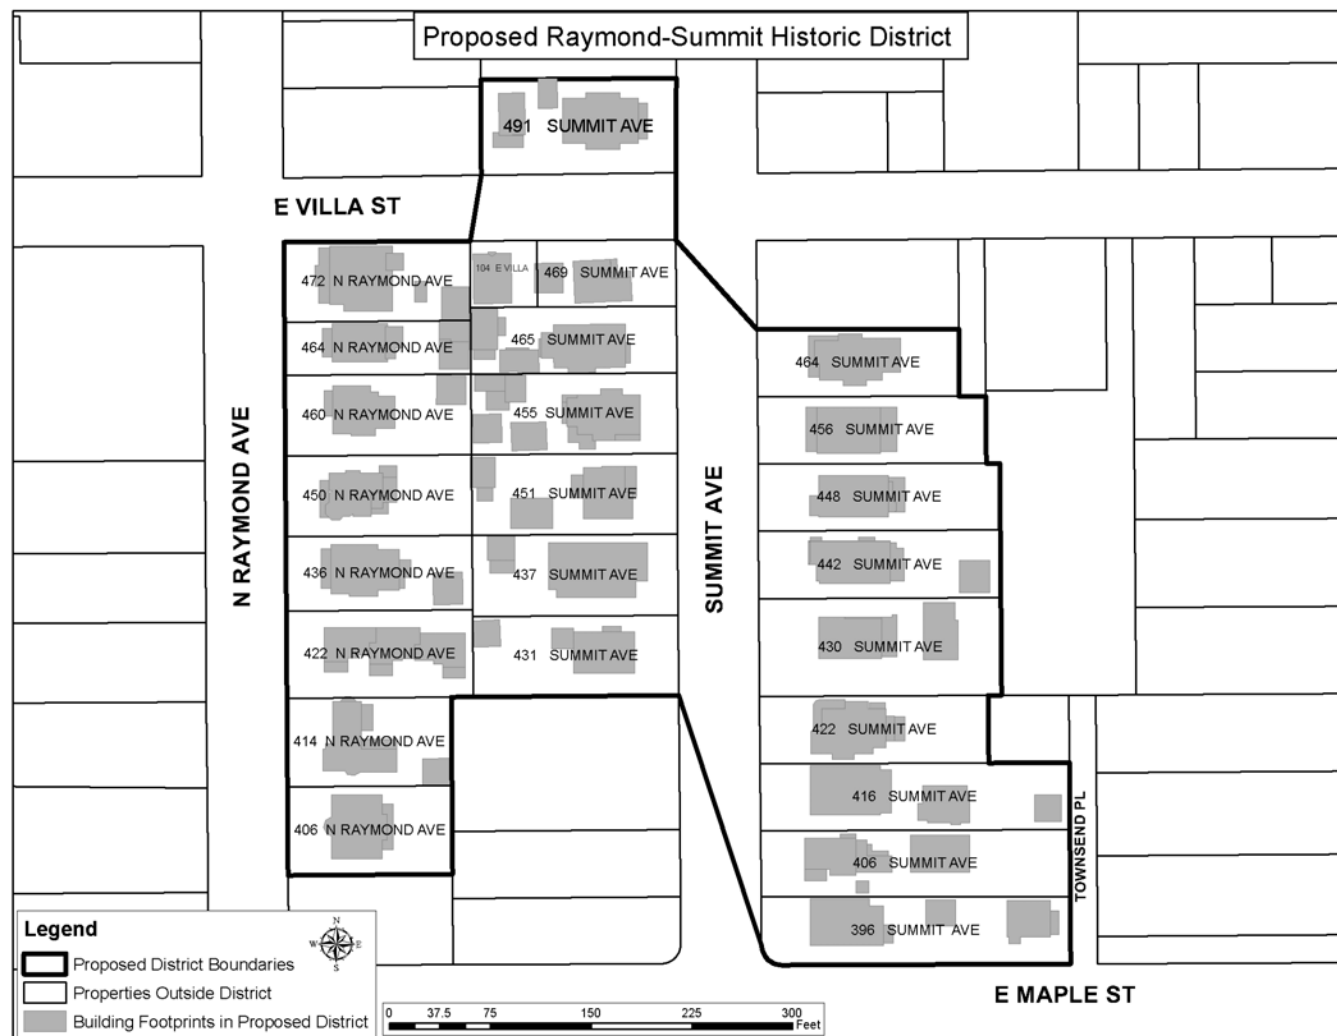 Proposed Raymond-Summit Historic District
491 SUMMIT AVE
E VILLA ST
472 N RAYMOND AVE
104 E VILLA
469 SUMMIT AVE
464 N RAYMOND AVE
465 SUMMIT AVE
464 SUMMIT AVE
460 N RAYMOND AVE
455 SUMMIT AVE
456 SUMMIT AVE
450 N RAYMOND AVE
451 SUMMIT AVE
448 SUMMIT AVE
N RAYMOND AVE
SUMMIT AVE
436 N RAYMOND AVE
437 SUMMIT AVE
442 SUMMIT AVE
422 N RAYMOND AVE
431 SUMMIT AVE
430 SUMMIT AVE
414 N RAYMOND AVE
422 SUMMIT AVE
416 SUMMIT AVE
406 N RAYMOND AVE
406 SUMMIT AVE
TOWNSEND PL
396 SUMMIT AVE
E MAPLE ST
Legend
N
W E
S
Proposed District Boundaries
Properties Outside District
Building Footprints in Proposed District
0 37.5 75 150 225 300
Feet